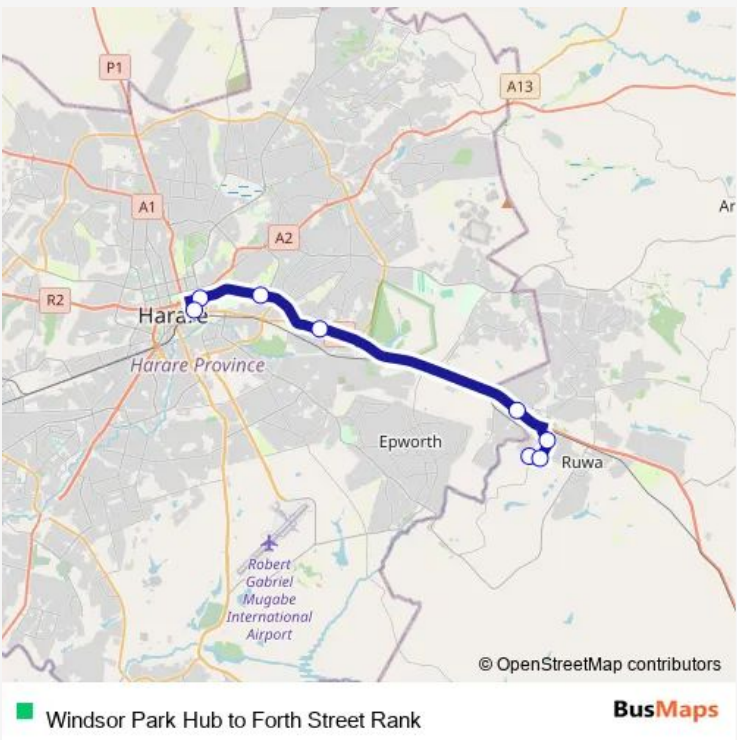 P1
A13
A1
Ar
A2
R2
Harare
Harare Province
Epworth
Ruwa
Robert
Gabriel
Mugabe
International
Airport
© OpenStreetMap contributors
Windsor Park Hub to Forth Street Rank
BusMaps